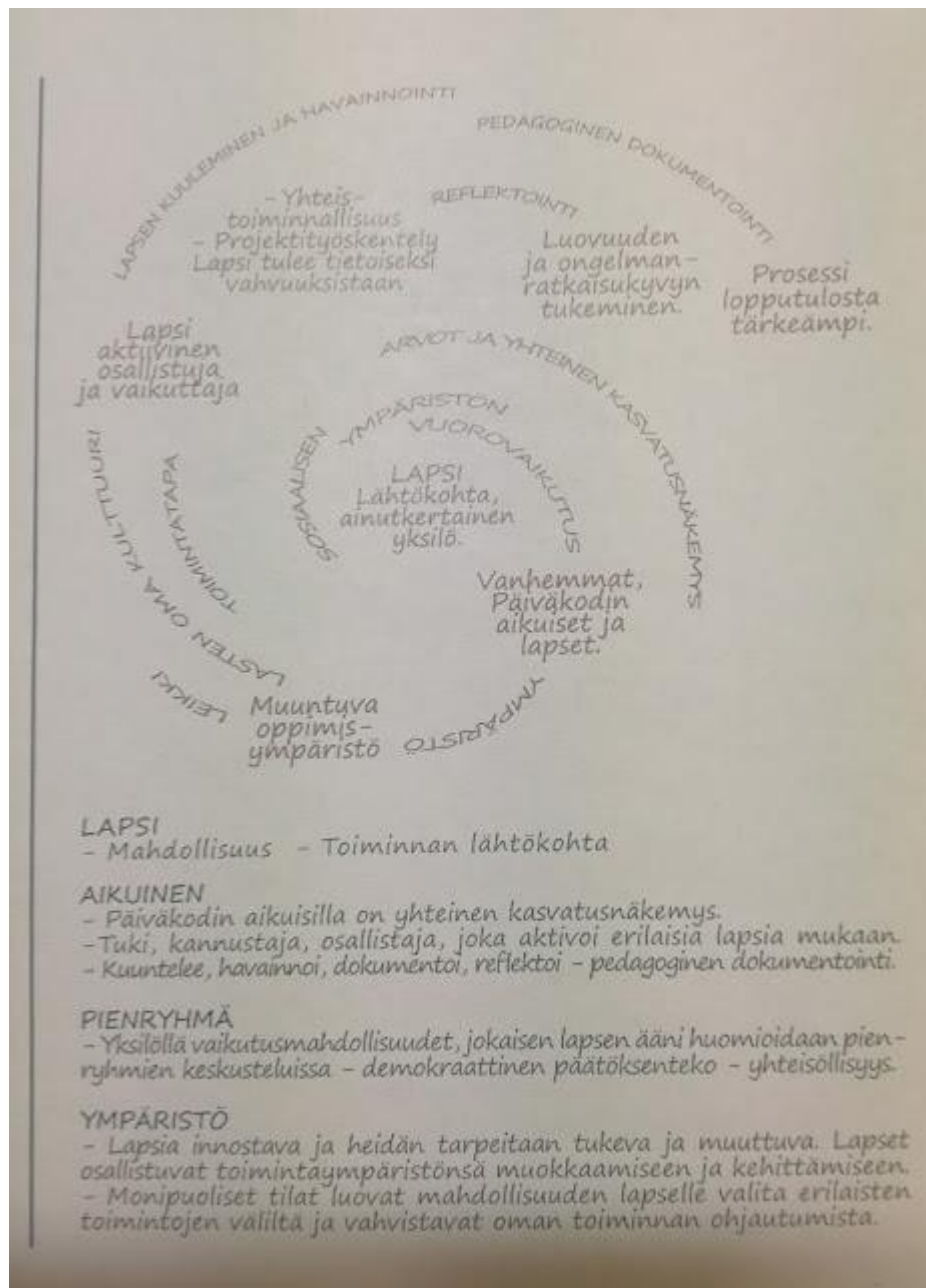 LAPSEN KUULEMINEN JA HAVAINNOINTI
PEDAGOGINEN DOKUMENTOINTI
REFLEKTOINTI
- Yhteis-
toiminnallisuus
- Projektityöskentely
Lapsi tulee tietoiseksi
vahvuuksistaan
Luovuuden
ja ongelman-
ratkaisukyvyn
tukeminen.
Prosessi
lopputulosta
tärkeämpi.
Lapsi
aktiivinen
osallistuja
ja vaikuttaja
ARVOT JA YHTEINEN KASVATUSNÄKEMYS
SOSIAALISEN
YMPÄRISTÖN
VUOROVAIKUTUS
LAPSI
Lähtökohta,
ainutkertainen
yksilö.
LASTEN OMA KULTTUURI
TOIMINTATAPA
LEIKKI
Vanhemmat,
Päiväkodin
aikuiset ja
lapset.
Muuntuva
oppimis-
ympäristö
YMPÄRISTÖ
LAPSI
- Mahdollisuus - Toiminnan lähtökohta
AIKUINEN
- Päiväkodin aikuisilla on yhteinen kasvatusnäkemys.
-Tuki, kannustaja, osallistaja, joka aktivoi erilaisia lapsia mukaan.
- Kuuntelee, havainnoi, dokumentoi, reflektoi - pedagoginen dokumentointi.
PIENRYHMÄ
- Yksilöllä vaikutusmahdollisuudet, jokaisen lapsen ääni huomioidaan pien-
ryhmien keskusteluissa - demokraattinen päätöksenteko - yhteisöllisyys.
YMPÄRISTÖ
- Lapsia innostava ja heidän tarpeitaan tukeva ja muuttuva. Lapset
osallistuvat toimintaympäristönsä muokkaamiseen ja kehittämiseen.
- Monipuoliset tilat luovat mahdollisuuden lapselle valita erilaisten
toimintojen väliltä ja vahvistavat oman toiminnan ohjautumista.